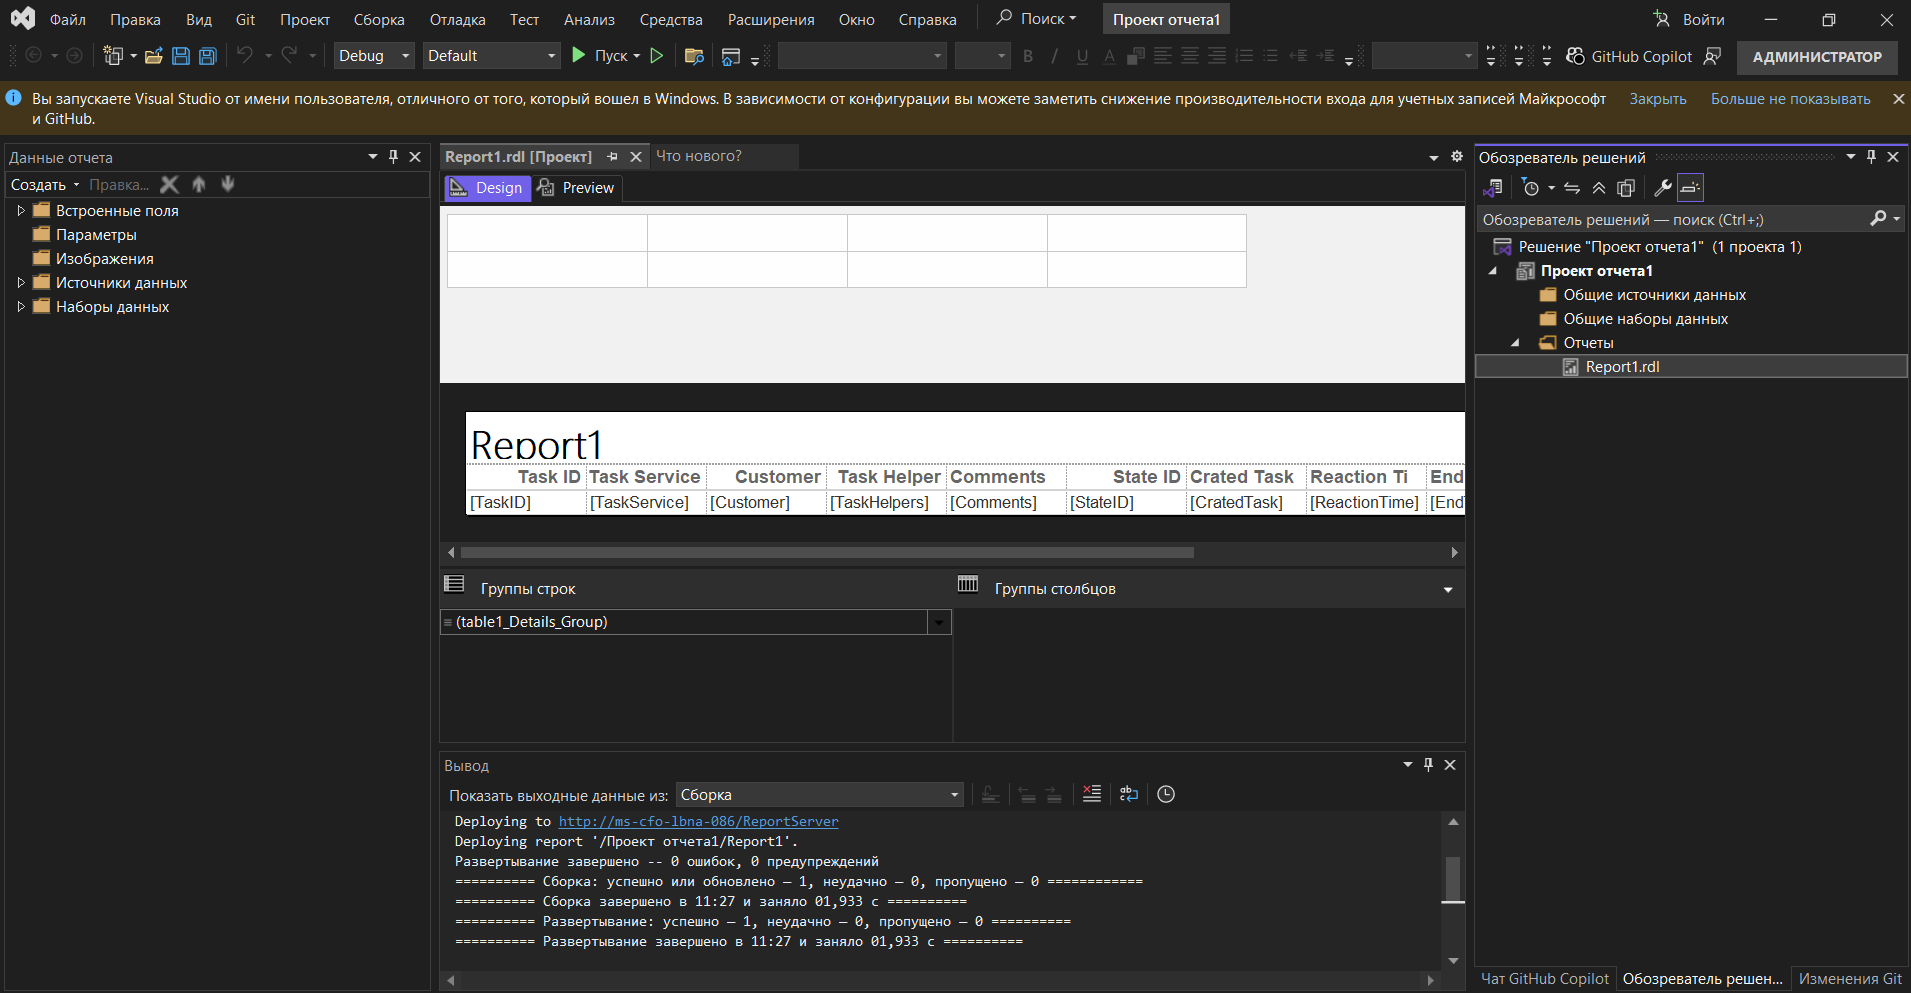 Файл Правка Вид Git Проект Сборка Отладка Тест Анализ Средства Расширения Окно Справка Поиск Проект отчета1 Войти
Debug Default Пуск GitHub Copilot АДМИНИСТРАТОР
Вы запускаете Visual Studio от имени пользователя, отличного от того, который вошел в Windows. В зависимости от конфигурации вы можете заметить снижение производительности входа для учетных записей Майкрософт Закрыть Больше не показывать
и GitHub.
Данные отчета
Создать Правка...
Встроенные поля
Параметры
Изображения
Источники данных
Наборы данных
Report1.rdl [Проект] Что нового?
Design Preview
Report1
Task ID Task Service Customer Task Helper Comments State ID Crated Task Reaction Ti End
[TaskID] [TaskService] [Customer] [TaskHelpers] [Comments] [StateID] [CratedTask] [ReactionTime] [End
Группы строк Группы столбцов
(table1_Details_Group)
Вывод
Показать выходные данные из: Сборка
Deploying to http://ms-cfo-lbna-086/ReportServer
Deploying report '/Проект отчета1/Report1'.
Развертывание завершено -- 0 ошибок, 0 предупреждений
========== Сборка: успешно или обновлено — 1, неудачно — 0, пропущено — 0 ============
========== Сборка завершено в 11:27 и заняло 01,933 с ==========
========== Развертывание: успешно — 1, неудачно — 0, пропущено — 0 ==========
========== Развертывание завершено в 11:27 и заняло 01,933 с ==========
Обозреватель решений
Обозреватель решений — поиск (Ctrl+;)
Решение "Проект отчета1" (1 проекта 1)
Проект отчета1
Общие источники данных
Общие наборы данных
Отчеты
Report1.rdl
Чат GitHub Copilot Обозреватель решен... Изменения Git